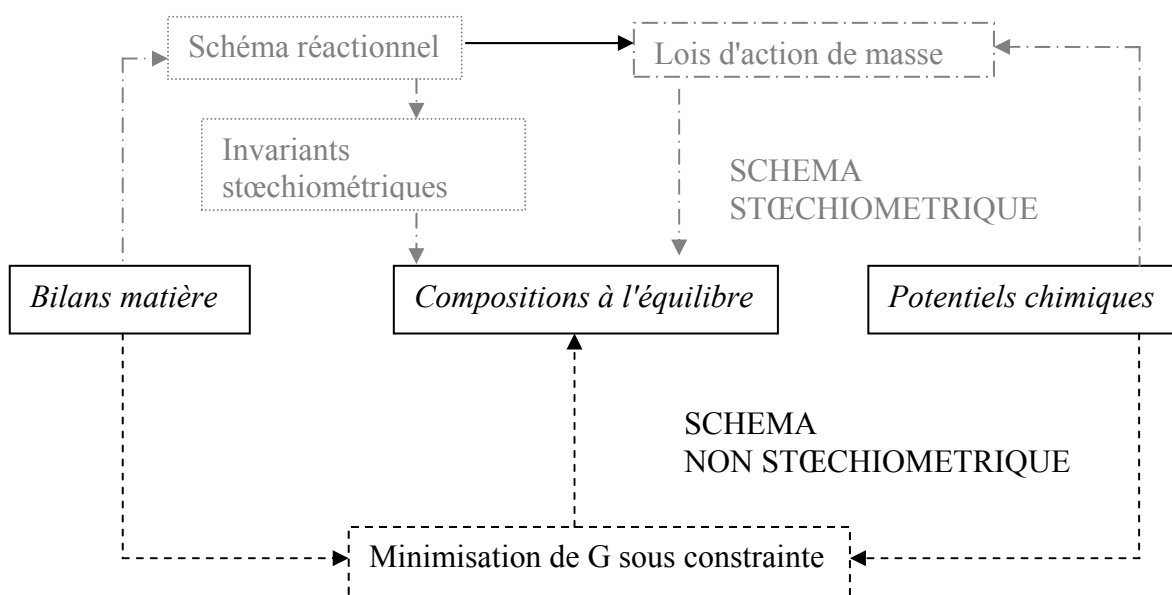 Schéma réactionnel
Lois d'action de masse
Invariants
stœchiométriques
SCHEMA
STŒCHIOMETRIQUE
Bilans matière
Compositions à l'équilibre
Potentiels chimiques
SCHEMA
NON STŒCHIOMETRIQUE
Minimisation de G sous contrainte